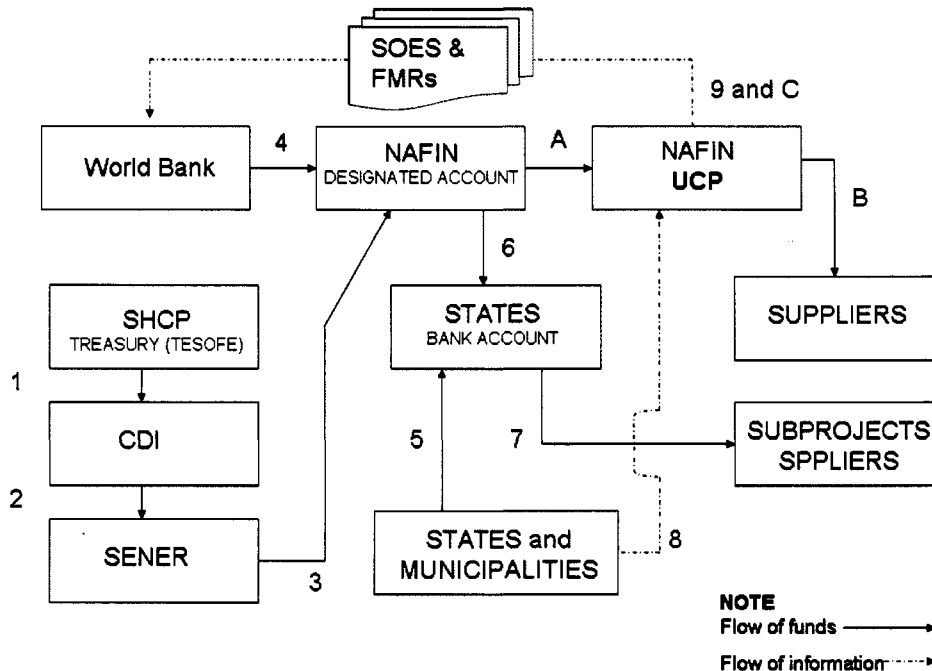 SOES &
FMRs
9 and C
World Bank
4
NAFIN
DESIGNATED ACCOUNT
A
NAFIN
UCP
B
6
SHCP
TREASURY (TESOFE)
STATES
BANK ACCOUNT
SUPPLIERS
1
CDI
5
7
SUBPROJECTS
SPPLIERS
2
SENER
3
STATES and
MUNICIPALITIES
8
NOTE
Flow of funds
Flow of information